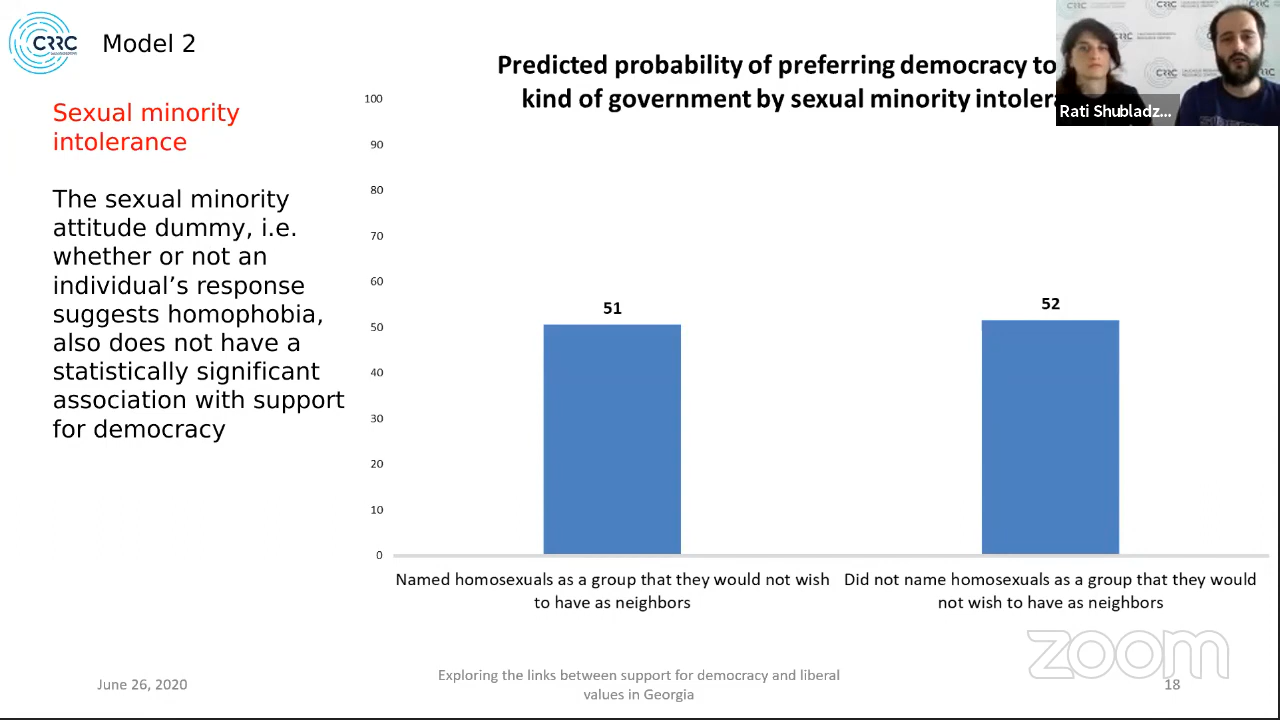 CRRC
Model 2
Sexual minority
intolerance
The sexual minority
attitude dummy, i.e.
whether or not an
individual’s response
suggests homophobia,
also does not have a
statistically significant
association with support
for democracy
Predicted probability of preferring democracy to
kind of government by sexual minority
100
90
80
70
60
50
40
30
20
10
0
51
52
Named homosexuals as a group that they would not wish
to have as neighbors
Did not name homosexuals as a group that they would
not wish to have as neighbors
Rati Shubladz...
zoom
June 26, 2020
Exploring the links between support for democracy and liberal
values in Georgia
18